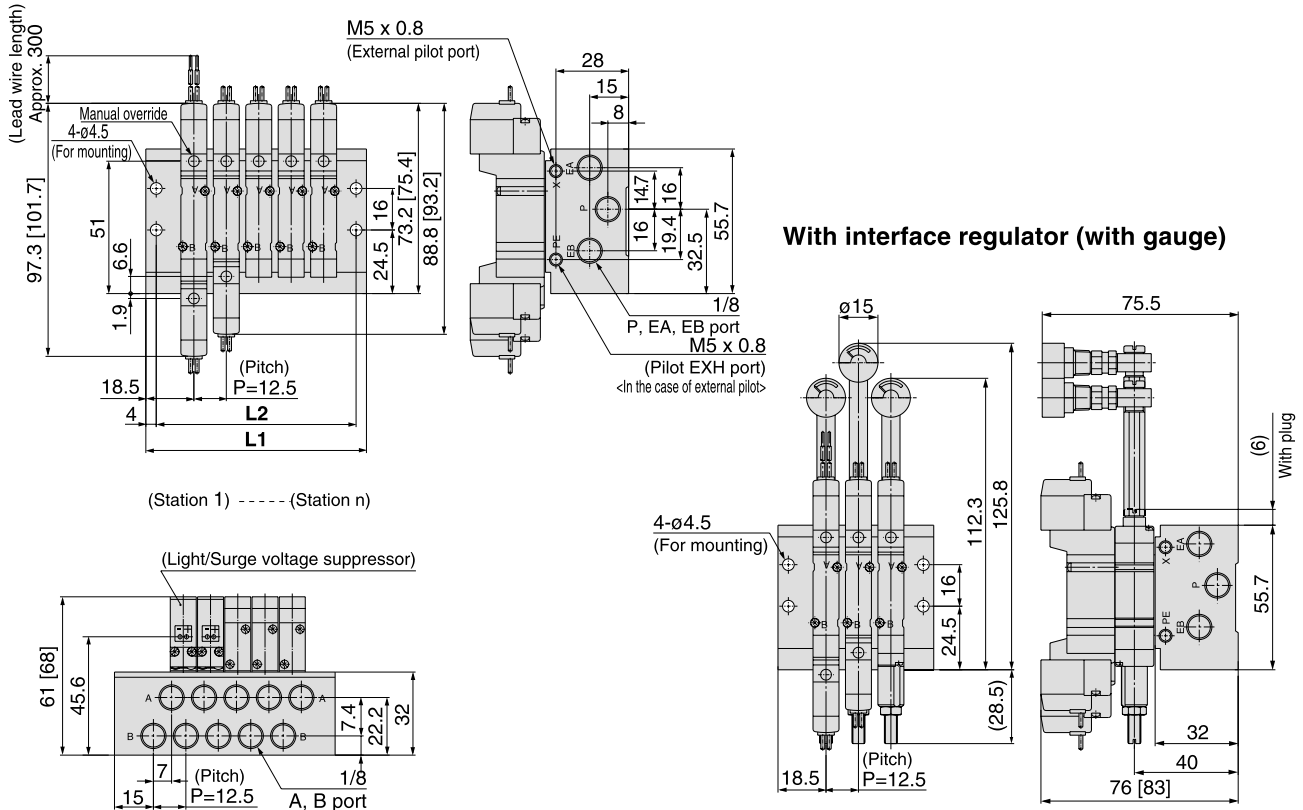 (Lead wire length)
Approx. 300
97.3 [101.7]
51
6.6
1.9
Manual override
4-ø4.5
(For mounting)
V V V V V
B B B B B
16
24.5
73.2 [75.4]
88.8 [93.2]
(Pitch)
P=12.5
18.5
4
L2
L1
M5 x 0.8
(External pilot port)
28
15
8
EA
X
P
PE
EB
14.7
16
16
19.4
32.5
55.7
1/8
P, EA, EB port
M5 x 0.8
(Pilot EXH port)
<In the case of external pilot>
(Station 1) ------(Station n)
(Light/Surge voltage suppressor)
61 [68]
45.6
A A
B B
7.4
22.2
32
7
(Pitch)
15
P=12.5
1/8
A, B port
With interface regulator (with gauge)
ø15
4-ø4.5
(For mounting)
V V V
B B B
16
24.5
112.3
125.8
(28.5)
(Pitch)
18.5
P=12.5
75.5
(6)
With plug
EA
X
P
PE
EB
55.7
32
40
76 [83]